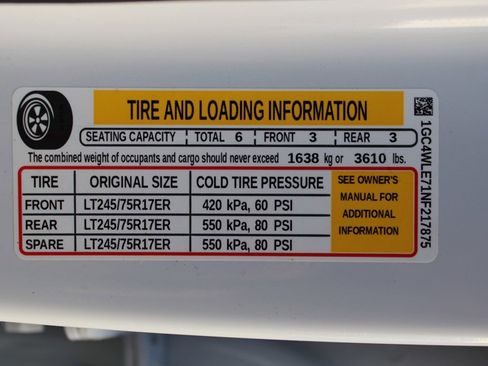 TIRE AND LOADING INFORMATION
SEATING CAPACITY TOTAL 6 FRONT 3 REAR 3
The combined weight of occupants and cargo should never exceed 1638 kg or 3610 lbs.
TIRE ORIGINAL SIZE COLD TIRE PRESSURE
FRONT LT245/75R17ER 420 kPa, 60 PSI
REAR LT245/75R17ER 550 kPa, 80 PSI
SPARE LT245/75R17ER 550 kPa, 80 PSI
SEE OWNER'S
MANUAL FOR
ADDITIONAL
INFORMATION
1GC4WLE71NF217875